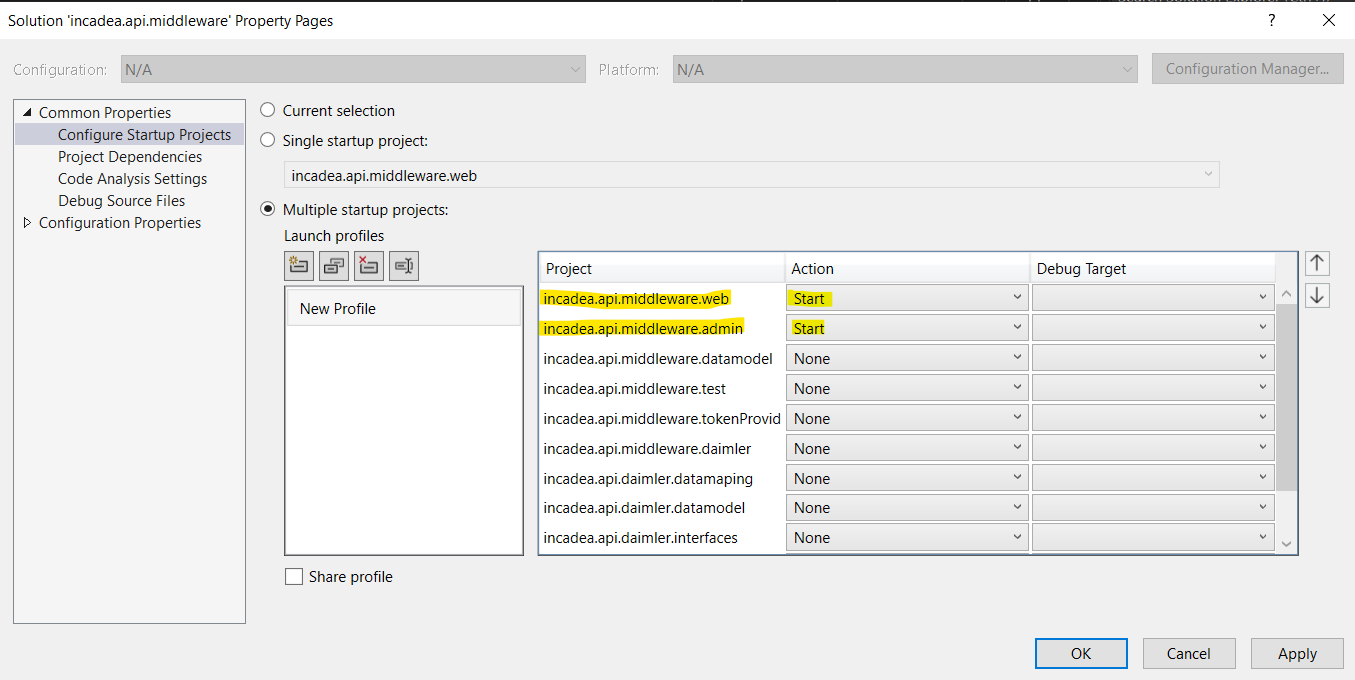 Solution 'incadea.api.middleware' Property Pages
?
Configuration: N/A Platform: N/A Configuration Manager...
Common Properties
Configure Startup Projects
Project Dependencies
Code Analysis Settings
Debug Source Files
Configuration Properties
Current selection
Single startup project:
incadea.api.middleware.web
Multiple startup projects:
Launch profiles
New Profile
Project Action Debug Target
incadea.api.middleware.web Start
incadea.api.middleware.admin Start
incadea.api.middleware.datamodel None
incadea.api.middleware.test None
incadea.api.middleware.tokenProvid None
incadea.api.middleware.daimler None
incadea.api.daimler.datamaping None
incadea.api.daimler.datamodel None
incadea.api.daimler.interfaces None
Share profile
OK Cancel Apply